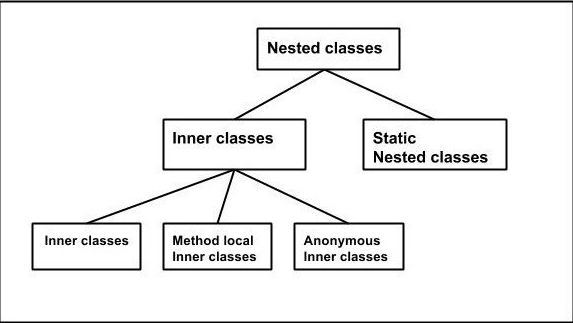 Nested classes
Inner classes
Static
Nested classes
Inner classes
Method local
Inner classes
Anonymous
Inner classes